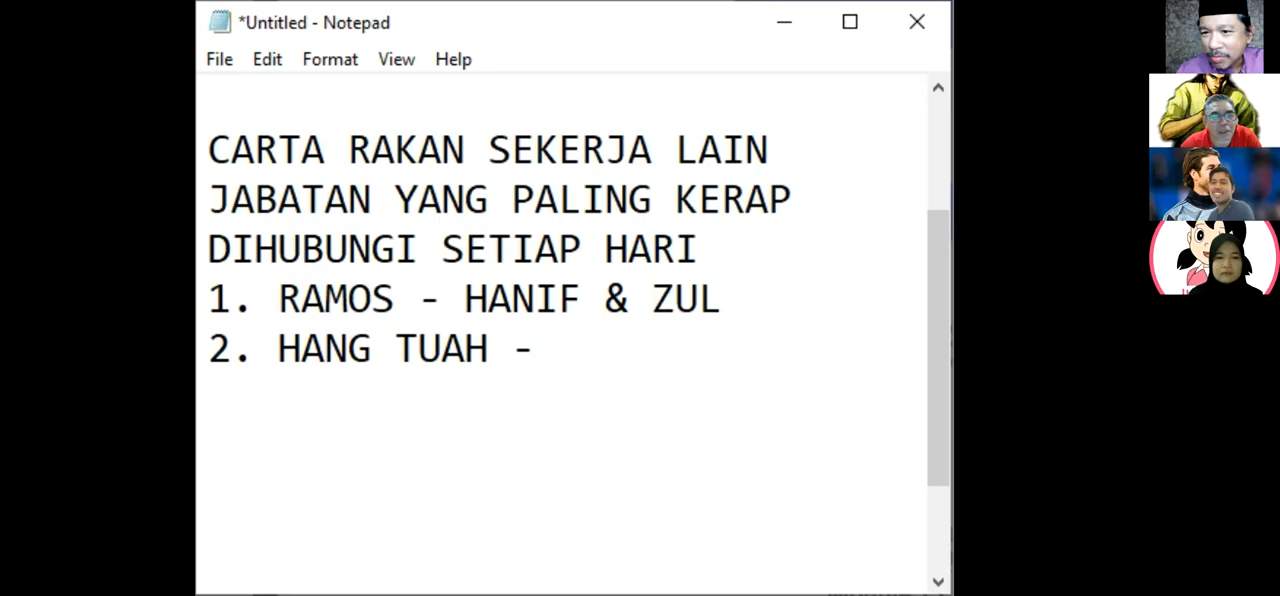 *Untitled - Notepad
File Edit Format View Help
CARTA RAKAN SEKERJA LAIN
JABATAN YANG PALING KERAP
DIHUBUNGI SETIAP HARI
1. RAMOS - HANIF & ZUL
2. HANG TUAH -